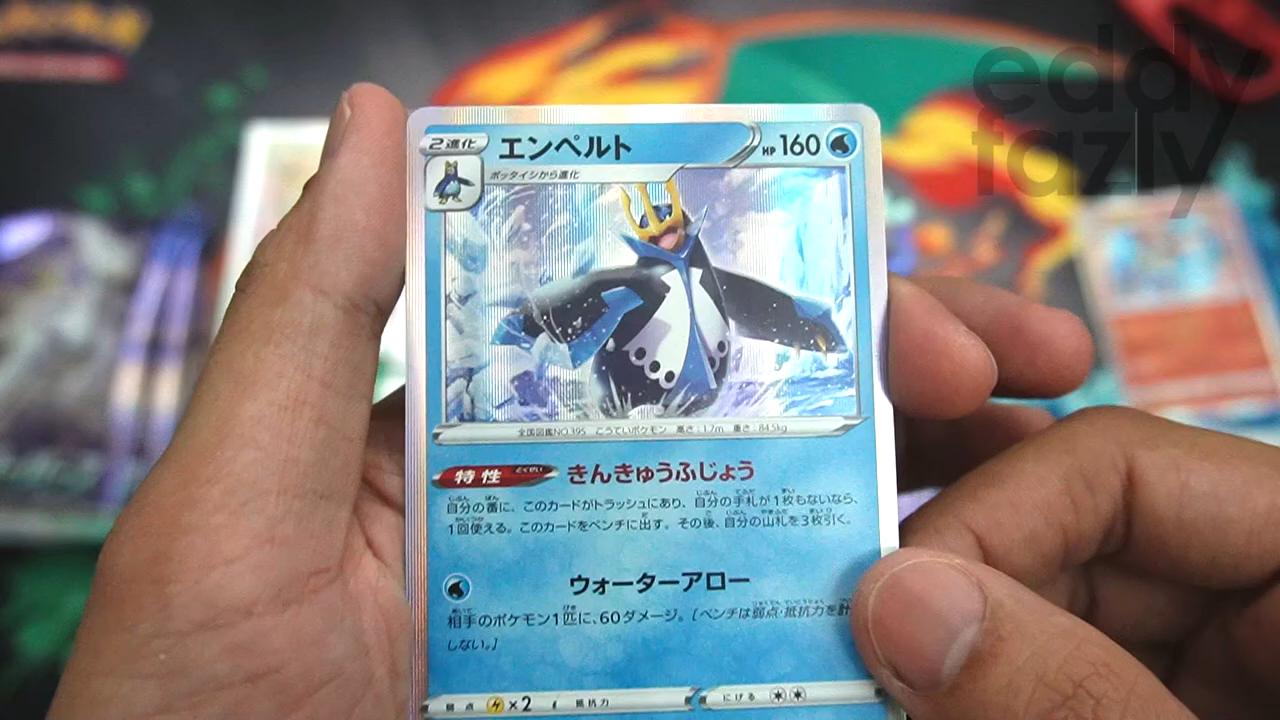 eddy
fazly
2進化 エンペルト HP 160
ポッタイシから進化
全国図鑑NO.395 こうていポケモン 高さ:1.7m 重さ:84.5kg
特性 とくせい きんきゅうふじょう
自分の番に、このカードがトラッシュにあり、自分の手札が1枚もないなら、
1回使える。このカードをベンチに出す。その後、自分の山札を3枚引く。
ウォーターアロー
相手のポケモン1匹に、60ダメージ。[ベンチは弱点・抵抗力を計
しない。]
弱点 ×2 抵抗力 にげる